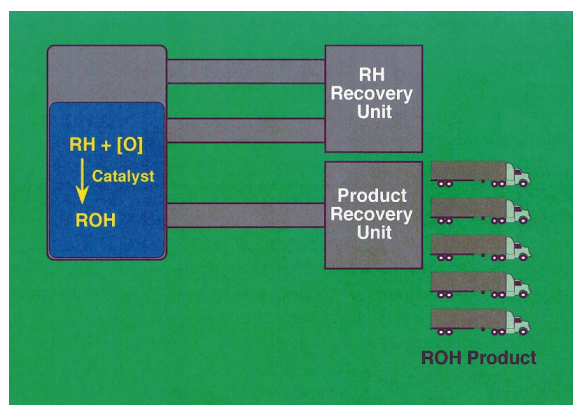 RH + [O]
Catalyst
ROH
RH
Recovery
Unit
Product
Recovery
Unit
ROH Product